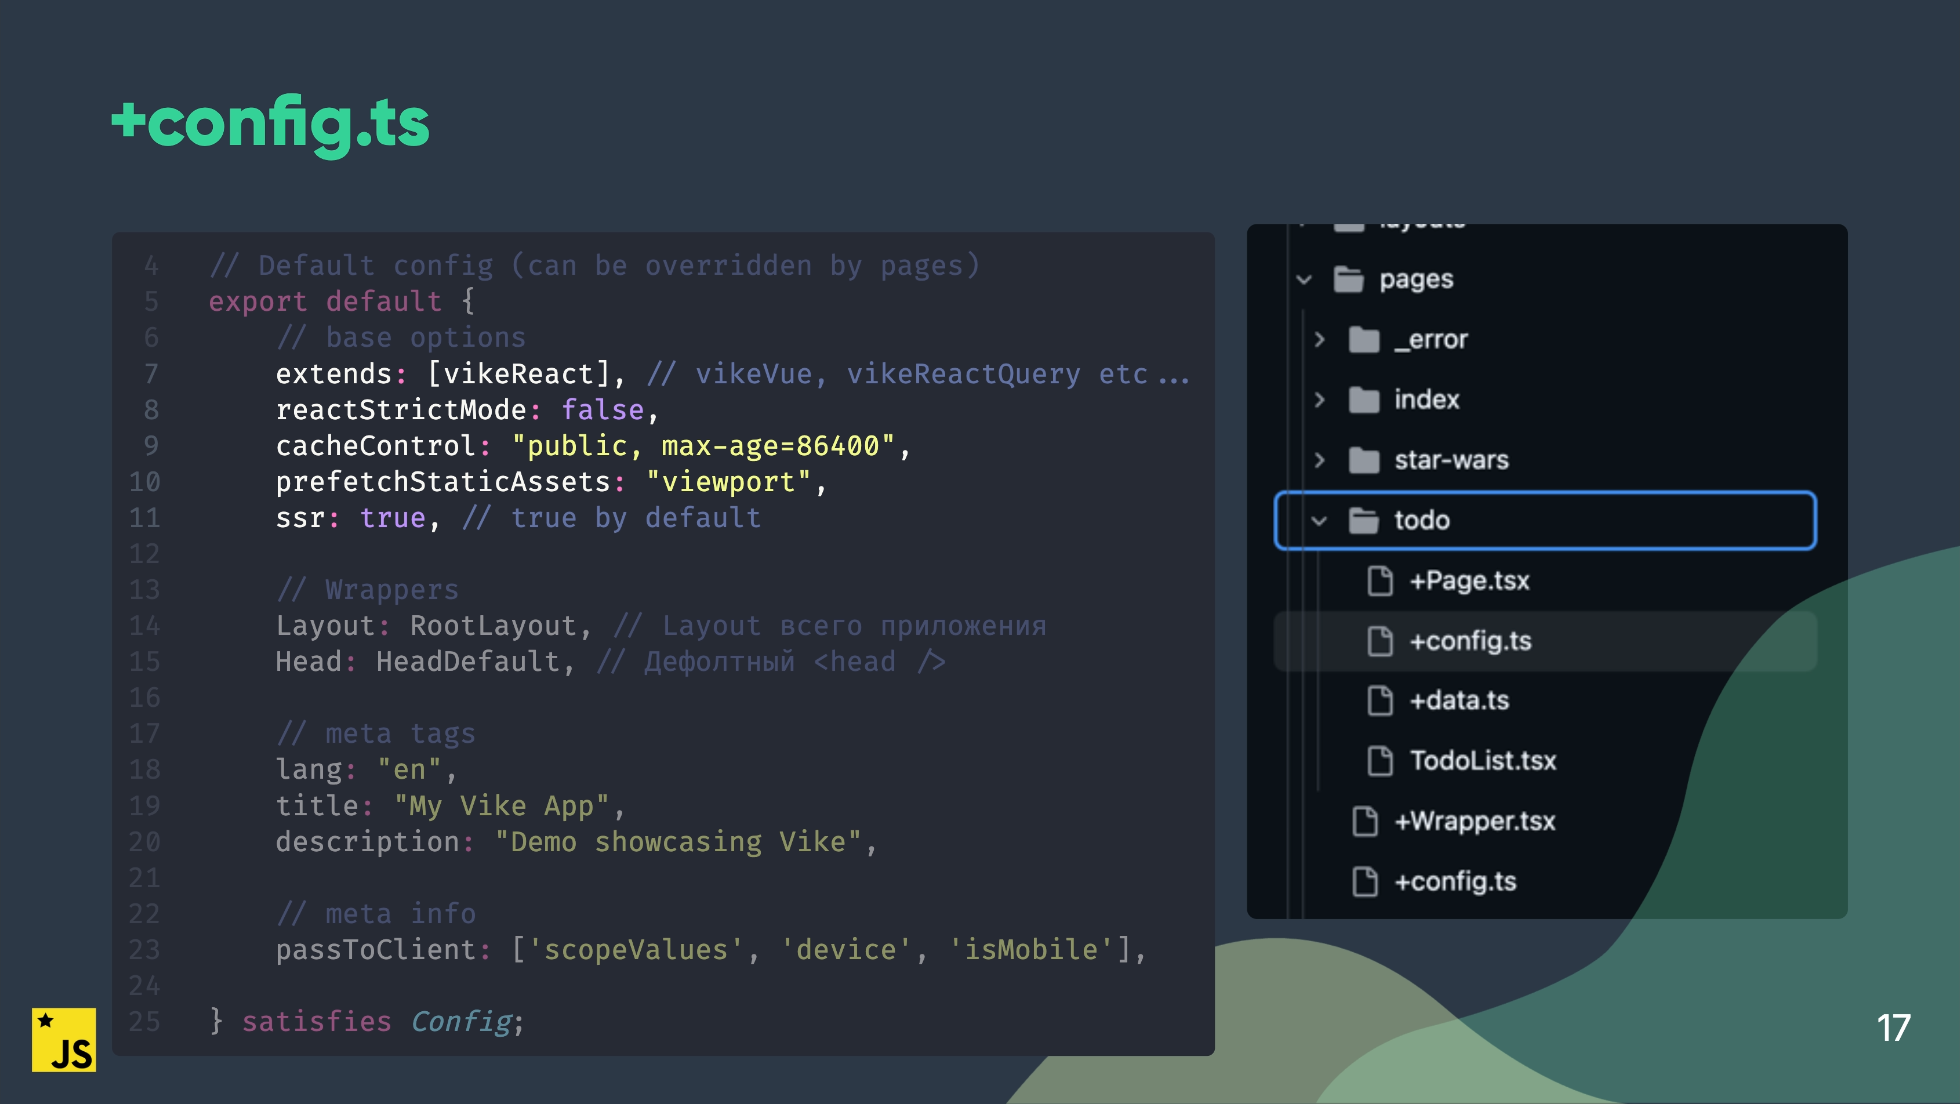 +config.ts
4 // Default config (can be overridden by pages)
5 export default {
6 // base options
7 extends: [vikeReact], // vikeVue, vikeReactQuery etc...
8 reactStrictMode: false,
9 cacheControl: "public, max-age=86400",
10 prefetchStaticAssets: "viewport",
11 ssr: true, // true by default
12
13 // Wrappers
14 Layout: RootLayout, // Layout всего приложения
15 Head: HeadDefault, // Дефолтный <head />
16
17 // meta tags
18 lang: "en",
19 title: "My Vike App",
20 description: "Demo showcasing Vike",
21
22 // meta info
23 passToClient: ['scopeValues', 'device', 'isMobile'],
24
25 } satisfies Config;
layouts
pages
_error
index
star-wars
todo
+Page.tsx
+config.ts
+data.ts
TodoList.tsx
+Wrapper.tsx
+config.ts
JS
17